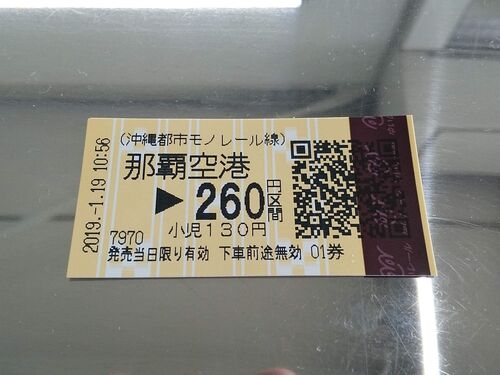 (沖縄都市モノレール線)
那覇空港
▶260円区間
小児130円
7970
発売当日限り有効 下車前途無効 01券
2019.-1.19 10:56